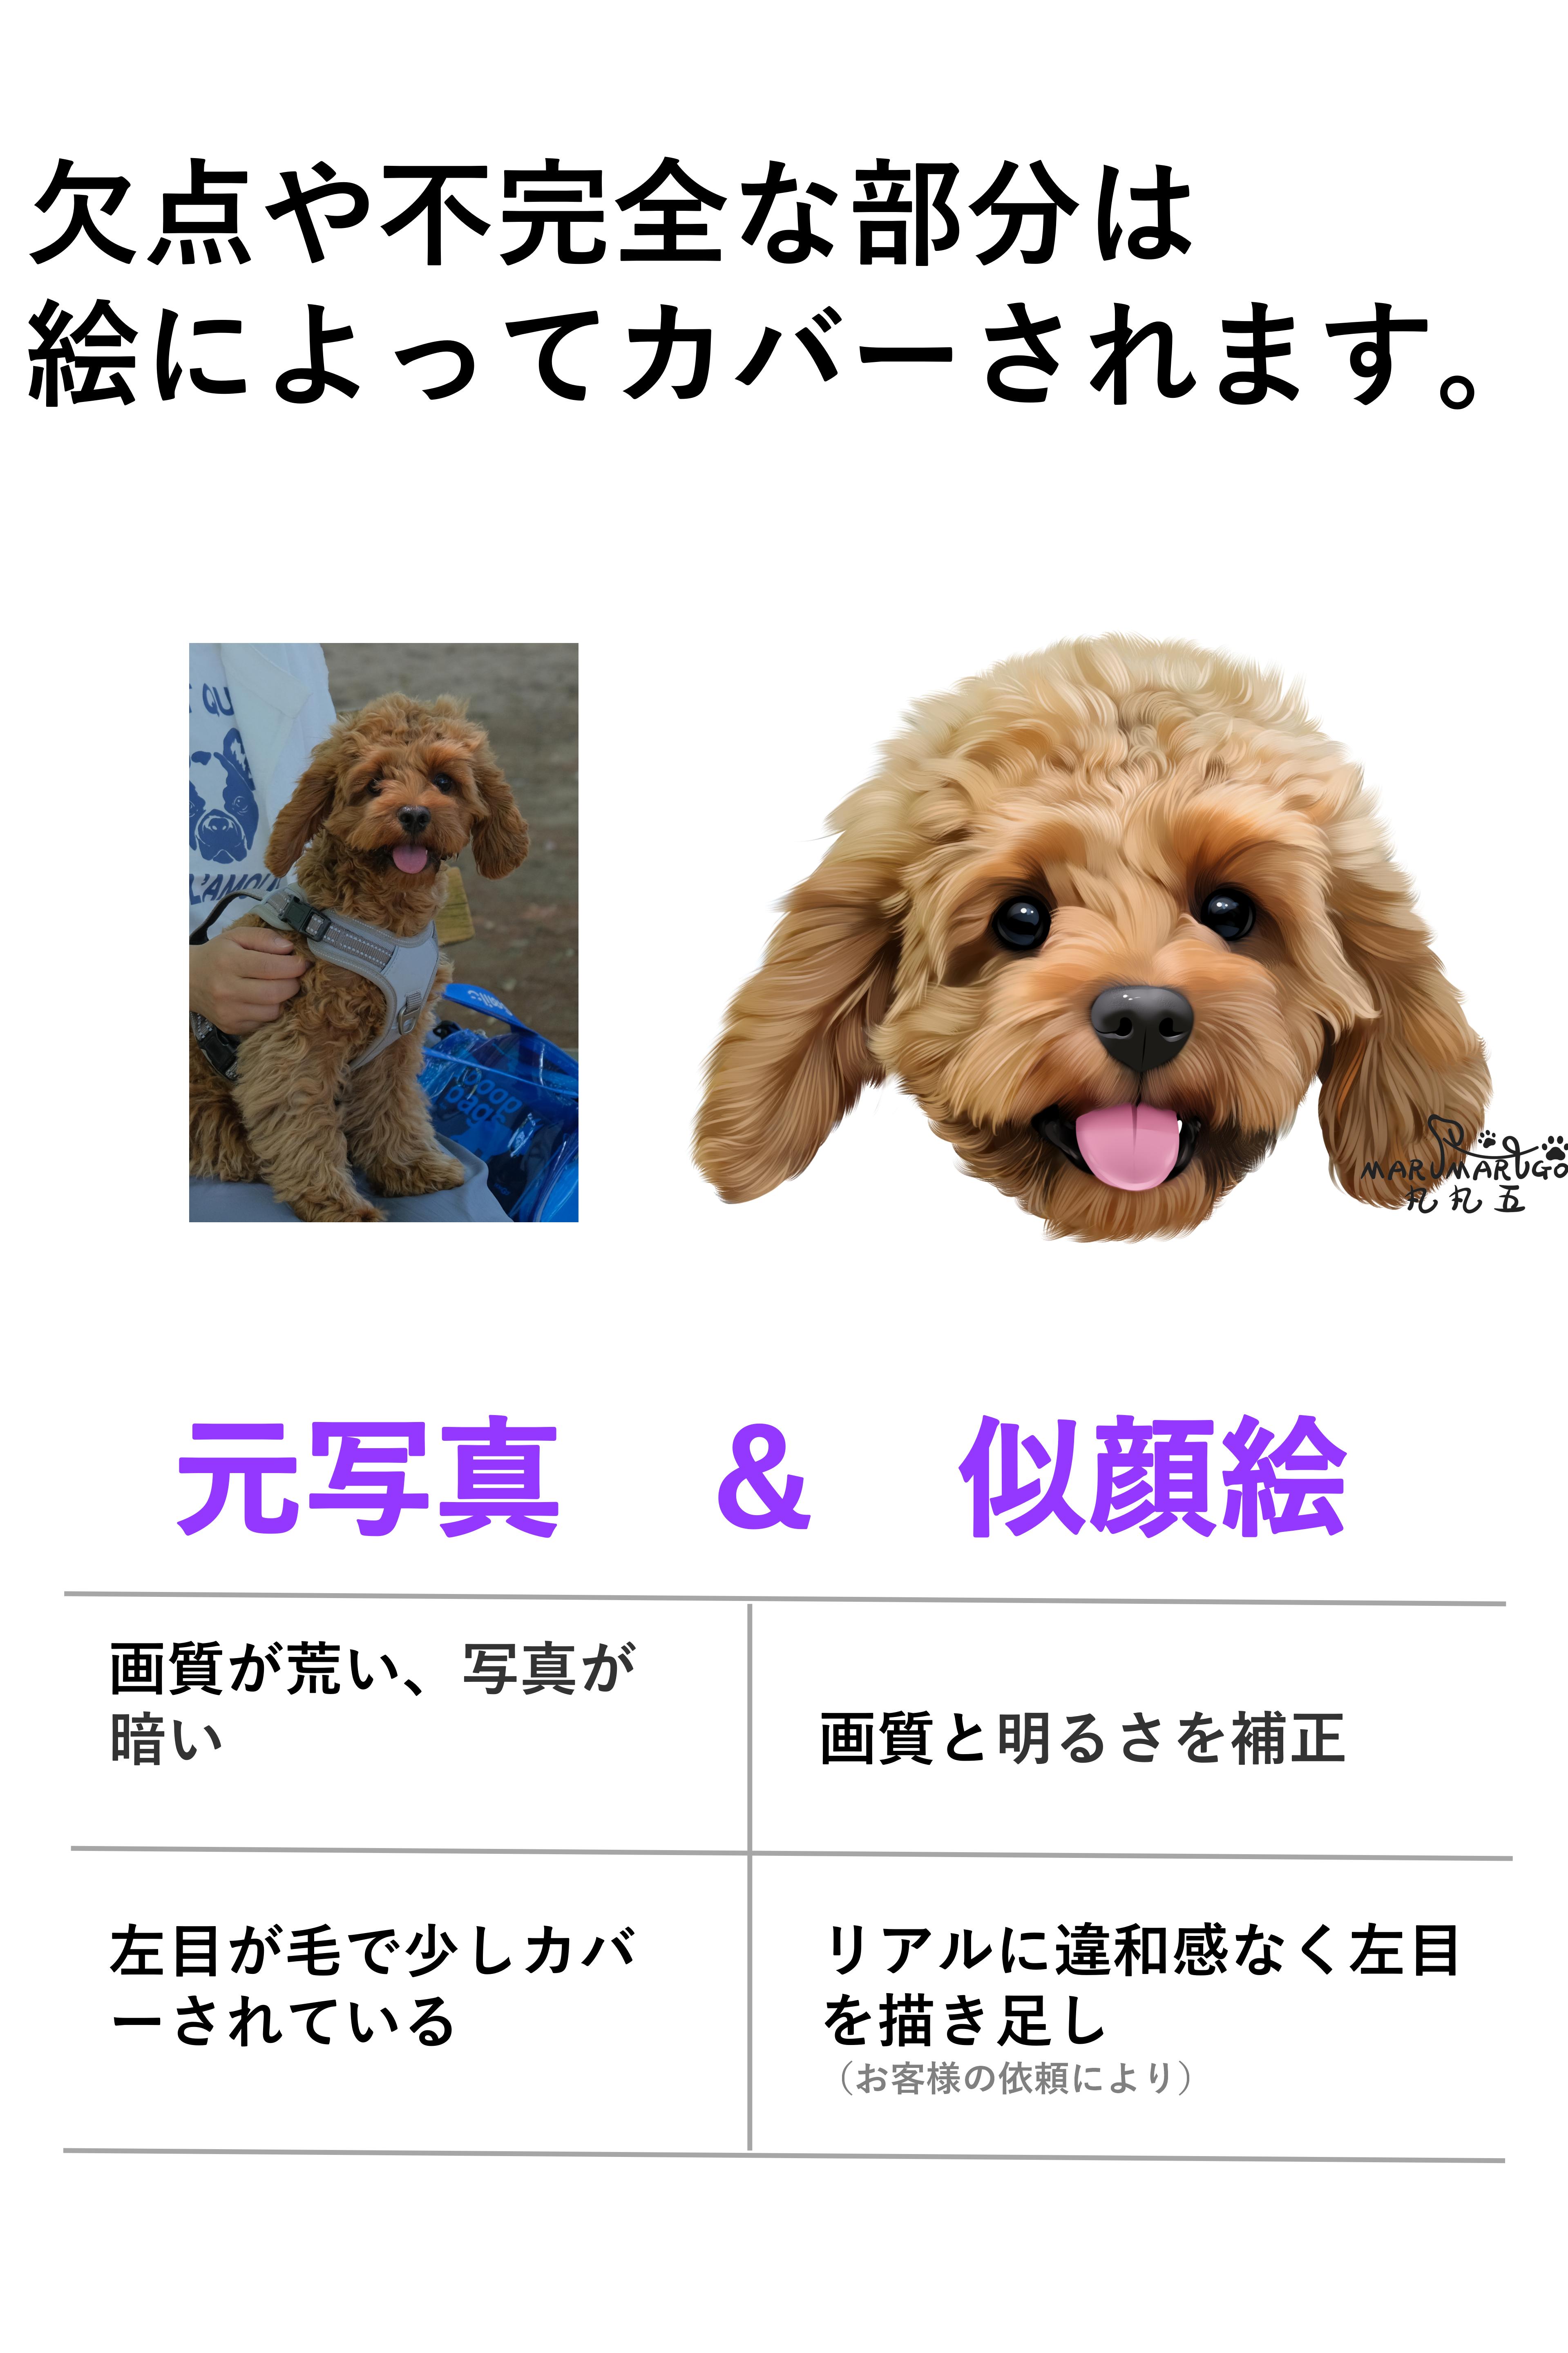 欠点や不完全な部分は
絵によってカバーされます。
QU
L'AMOU
MARUMARUGO
丸丸五
元写真 & 似顔絵
画質が荒い、写真が
暗い
画質と明るさを補正
左目が毛で少しカバ
ーされている
リアルに違和感なく左目
を描き足し
（お客様の依頼により）